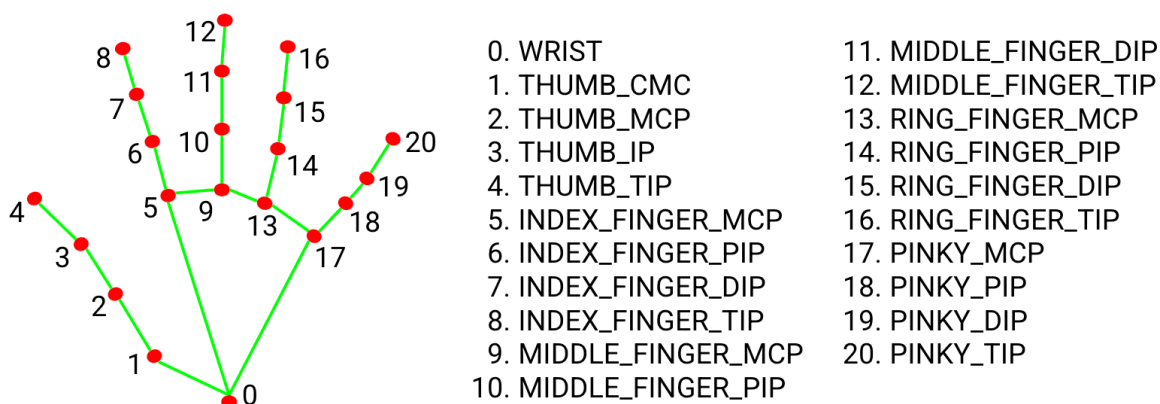 12
8
16
11
7
15
10
20
6
14
19
4
5
9
13
18
3
17
2
1
0
0. WRIST
1. THUMB_CMC
2. THUMB_MCP
3. THUMB_IP
4. THUMB_TIP
5. INDEX_FINGER_MCP
6. INDEX_FINGER_PIP
7. INDEX_FINGER_DIP
8. INDEX_FINGER_TIP
9. MIDDLE_FINGER_MCP
10. MIDDLE_FINGER_PIP
11. MIDDLE_FINGER_DIP
12. MIDDLE_FINGER_TIP
13. RING_FINGER_MCP
14. RING_FINGER_PIP
15. RING_FINGER_DIP
16. RING_FINGER_TIP
17. PINKY_MCP
18. PINKY_PIP
19. PINKY_DIP
20. PINKY_TIP